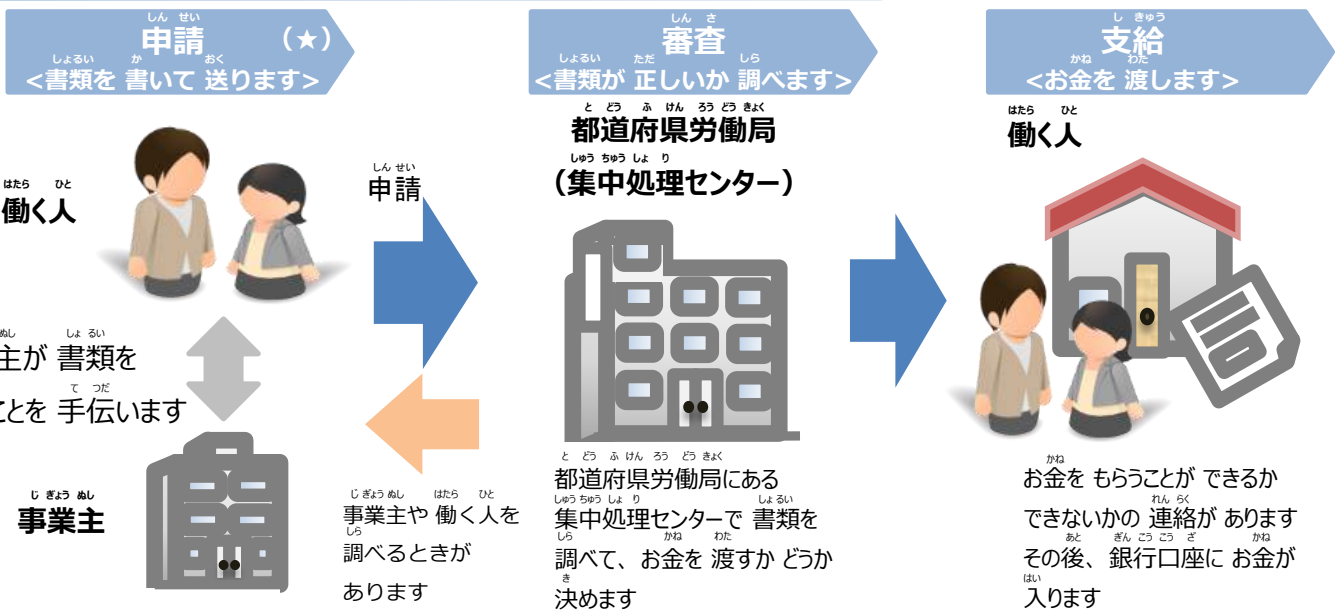 申請 (★)
<書類を 書いて 送ります>
審査
<書類が 正しいか 調べます>
支給
<お金を 渡します>
働く人
申請
主が 書類を
ことを 手伝います
事業主
事業主や 働く人を
調べるときが
あります
都道府県労働局
(集中処理センター)
都道府県労働局にある
集中処理センターで 書類を
調べて、お金を 渡すか どうか
決めます
働く人
お金を もらうことが できるか
できないかの 連絡が あります
その後、銀行口座に お金が
入ります